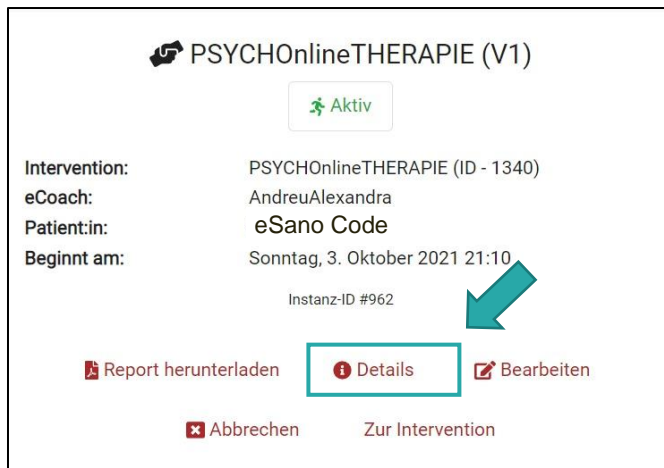 PSYCHOnlineTHERAPIE (V1)
Aktiv
Intervention: PSYCHOnlineTHERAPIE (ID - 1340)
eCoach: AndreuAlexandra
Patient:in: eSano Code
Beginnt am: Sonntag, 3. Oktober 2021 21:10
Instanz-ID #962
Report herunterladen Details Bearbeiten
Abbrechen Zur Intervention